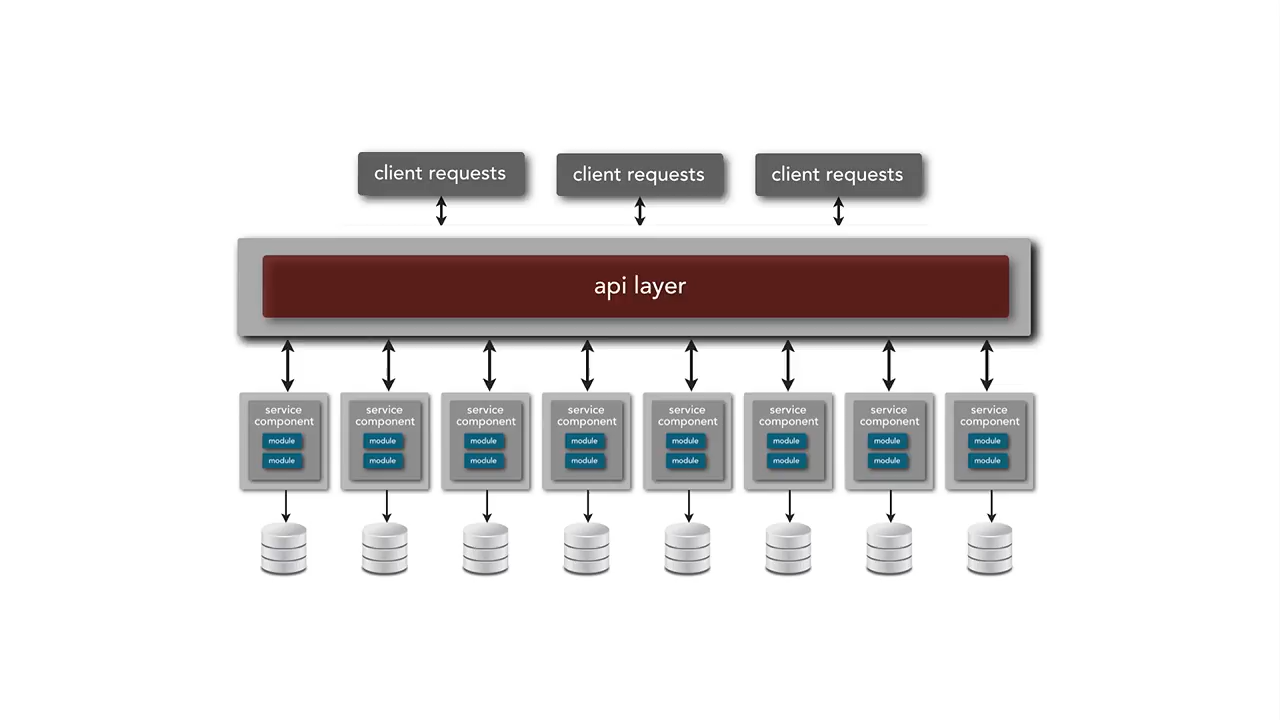 client requests
client requests
client requests
api layer
service
component
module
module
service
component
module
module
service
component
module
module
service
component
module
module
service
component
module
module
service
component
module
module
service
component
module
module
service
component
module
module